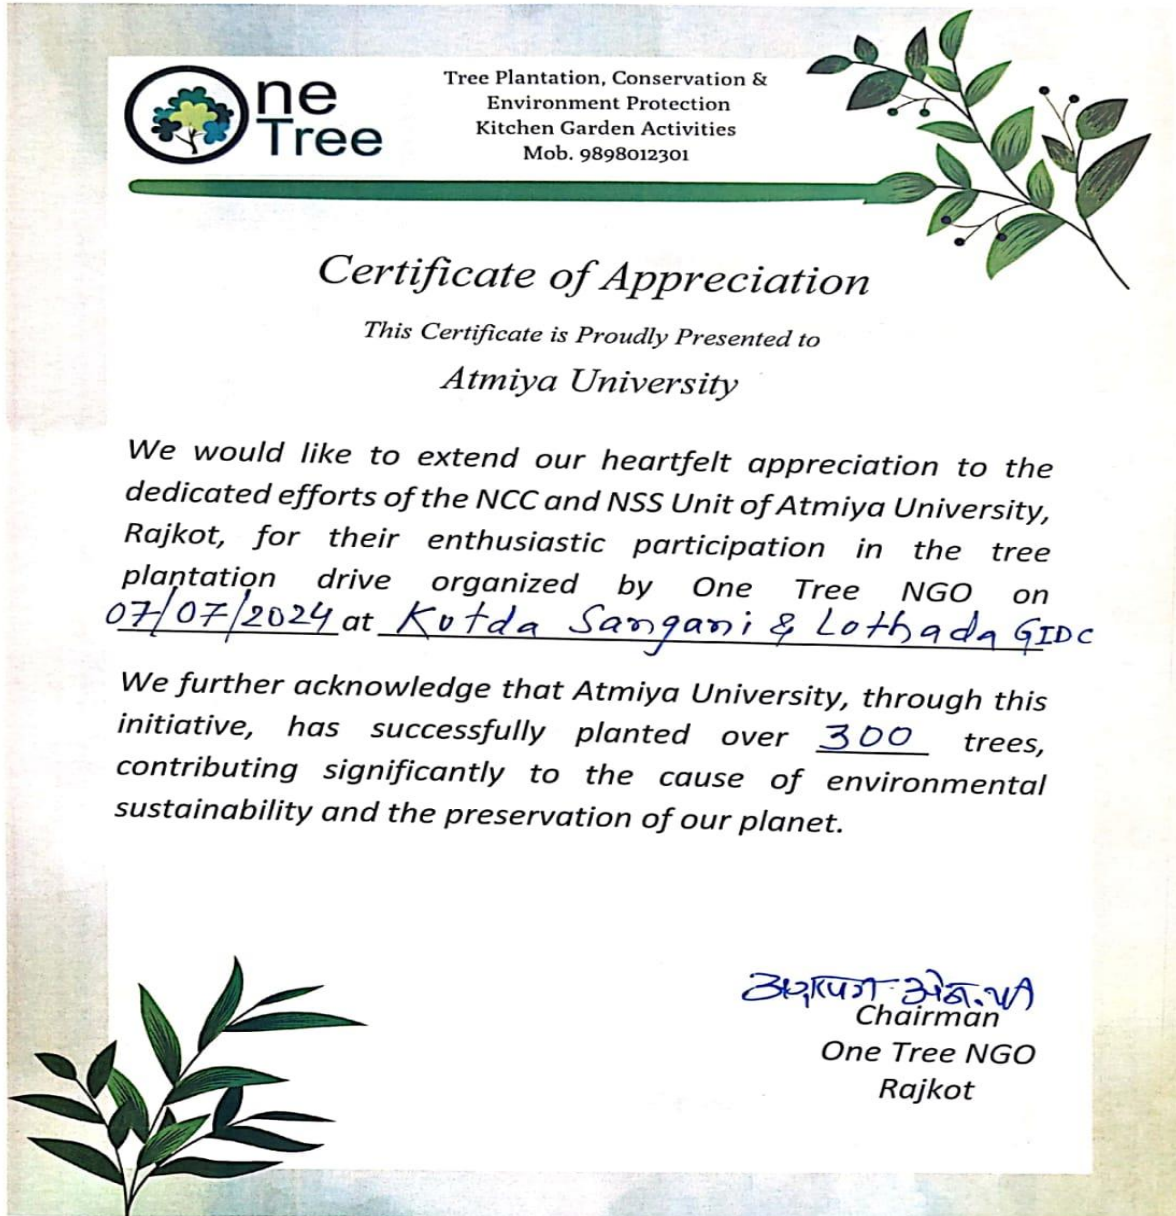 One
Tree
Tree Plantation, Conservation &
Environment Protection
Kitchen Garden Activities
Mob. 9898012301
Certificate of Appreciation
This Certificate is Proudly Presented to
Atmiya University
We would like to extend our heartfelt appreciation to the
dedicated efforts of the NCC and NSS Unit of Atmiya University,
Rajkot, for their enthusiastic participation in the tree
plantation drive organized by One Tree NGO on
07/07/2024 at Kotda Sangani & Lothada GIDC
We further acknowledge that Atmiya University, through this
initiative, has successfully planted over 300 trees,
contributing significantly to the cause of environmental
sustainability and the preservation of our planet.
Chairman
One Tree NGO
Rajkot